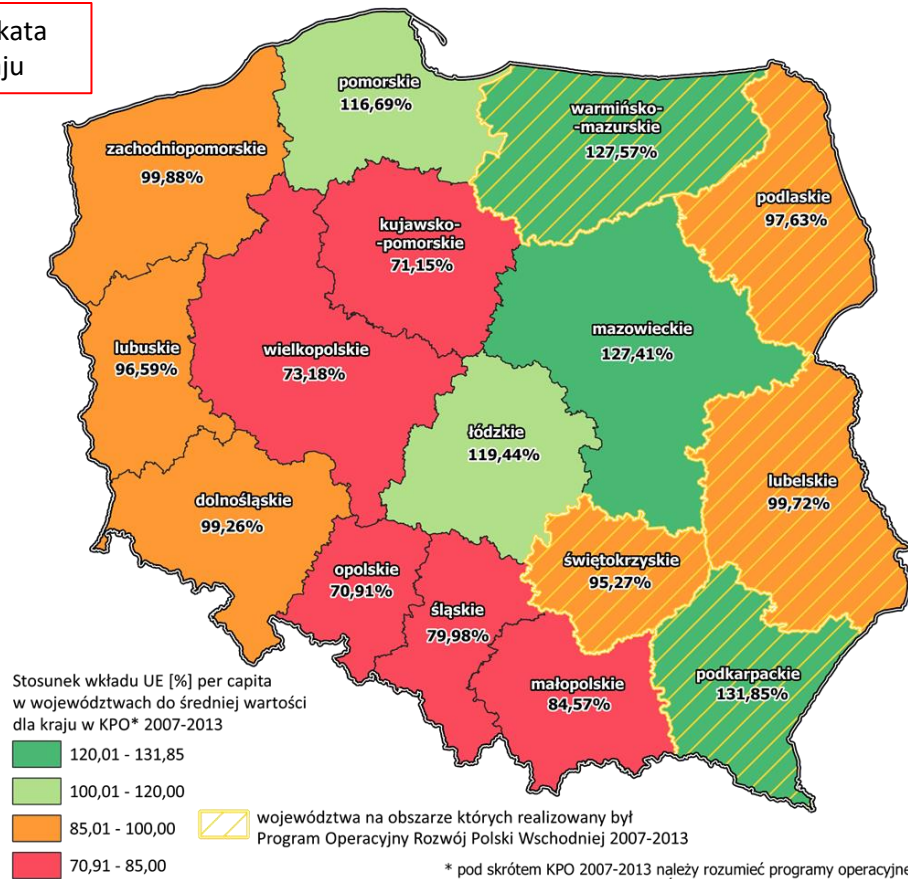 kata
ju
pomorskie
116,69%
warmińsko-
-mazurskie
127,57%
zachodniopomorskie
99,88%
podlaskie
97,63%
kujawsko-
-pomorskie
71,15%
mazowieckie
127,41%
lubuskie
96,59%
wielkopolskie
73,18%
łódzkie
119,44%
lubelskie
99,72%
dolnośląskie
99,26%
świętokrzyskie
95,27%
opolskie
70,91%
śląskie
79,98%
małopolskie
84,57%
podkarpackie
131,85%
Stosunek wkładu UE [%] per capita
w województwach do średniej wartości
dla kraju w KPO* 2007-2013
120,01 - 131,85
100,01 - 120,00
85,01 - 100,00
70,91 - 85,00
województwa na obszarze których realizowany był
Program Operacyjny Rozwój Polski Wschodniej 2007-2013
* pod skrótem KPO 2007-2013 należy rozumieć programy operacyjne